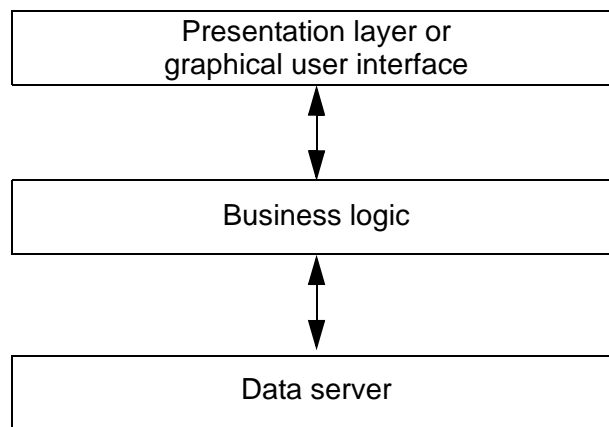 Presentation layer or
graphical user interface
Business logic
Data server